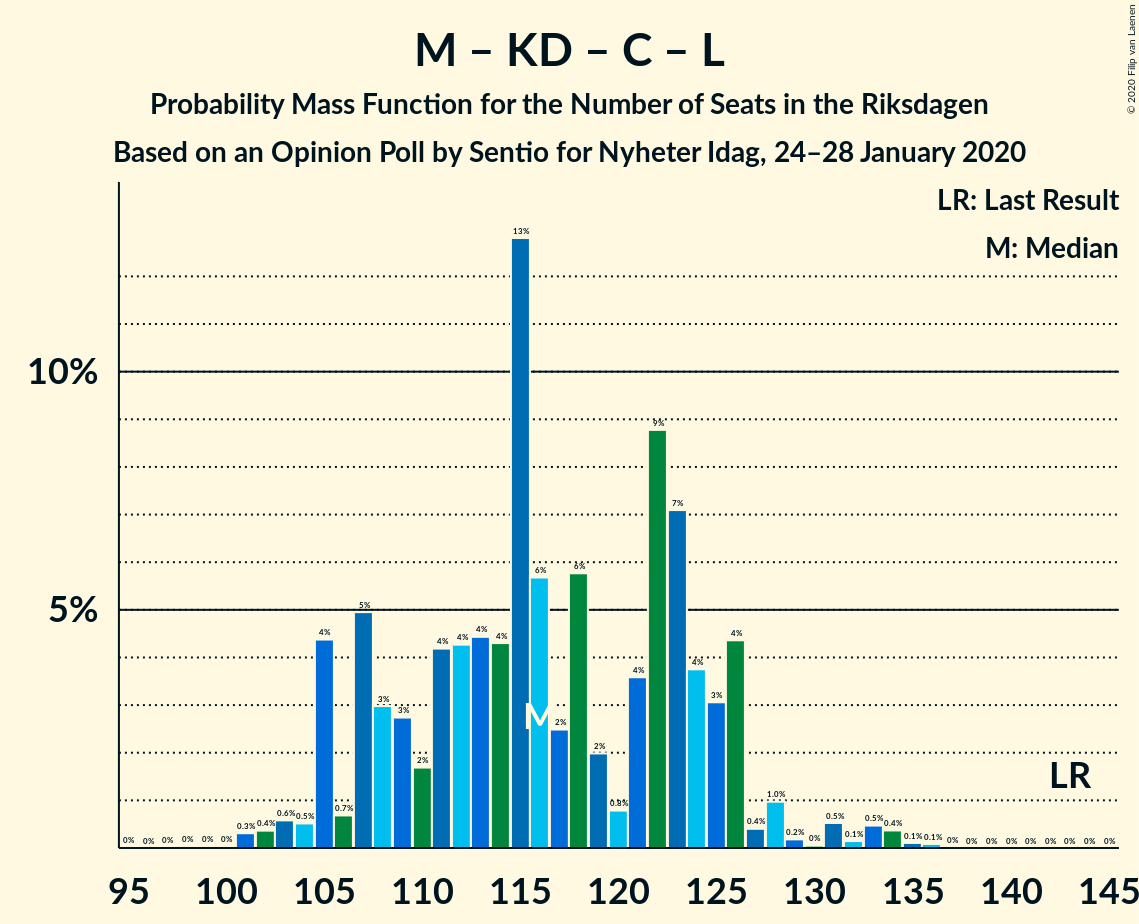 M – KD – C – L
Probability Mass Function for the Number of Seats in the Riksdagen
Based on an Opinion Poll by Sentio for Nyheter Idag, 24–28 January 2020
© 2020 Filip van Laenen
LR: Last Result
M: Median
10%
5%
0% 0% 0% 0% 0% 0% 0.3% 0.4% 0.6% 0.5% 4% 0.7% 5% 3% 3% 2% 4% 4% 4% 4% 13% 6% 2% 6% 2% 0.8% 4% 9% 7% 4% 3% 4% 0.4% 1.0% 0.2% 0% 0.5% 0.1% 0.5% 0.4% 0.1% 0.1% 0% 0% 0% 0% 0% 0% 0% 0% 0%
M
LR
95 100 105 110 115 120 125 130 135 140 145